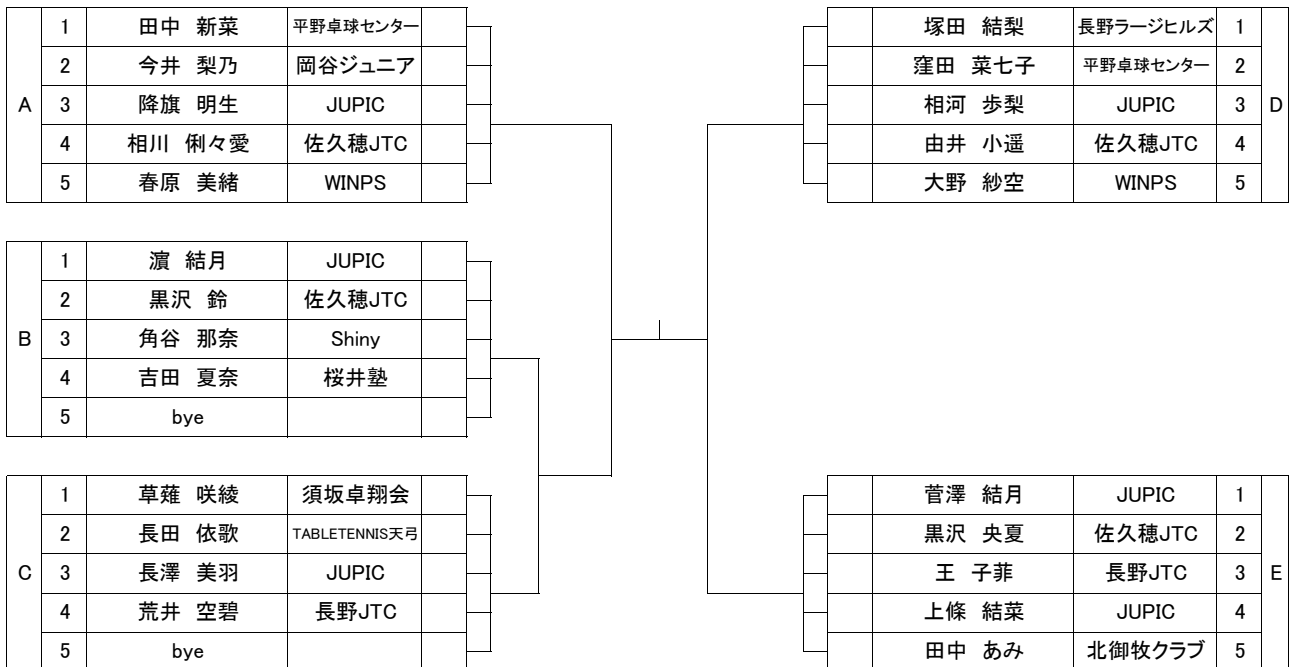 A
1 田中 新菜 平野卓球センター
2 今井 梨乃 岡谷ジュニア
3 降旗 明生 JUPIC
4 相川 俐々愛 佐久穂JTC
5 春原 美緒 WINPS
B
1 濵 結月 JUPIC
2 黒沢 鈴 佐久穂JTC
3 角谷 那奈 Shiny
4 吉田 夏奈 桜井塾
5 bye
C
1 草薙 咲綾 須坂卓翔会
2 長田 依歌 TABLETENNIS天弓
3 長澤 美羽 JUPIC
4 荒井 空碧 長野JTC
5 bye
塚田 結梨 長野ラージヒルズ 1
窪田 菜七子 平野卓球センター 2
相河 歩梨 JUPIC 3
由井 小遥 佐久穂JTC 4
大野 紗空 WINPS 5
D
菅澤 結月 JUPIC 1
黒沢 央夏 佐久穂JTC 2
王 子菲 長野JTC 3
上條 結菜 JUPIC 4
田中 あみ 北御牧クラブ 5
E